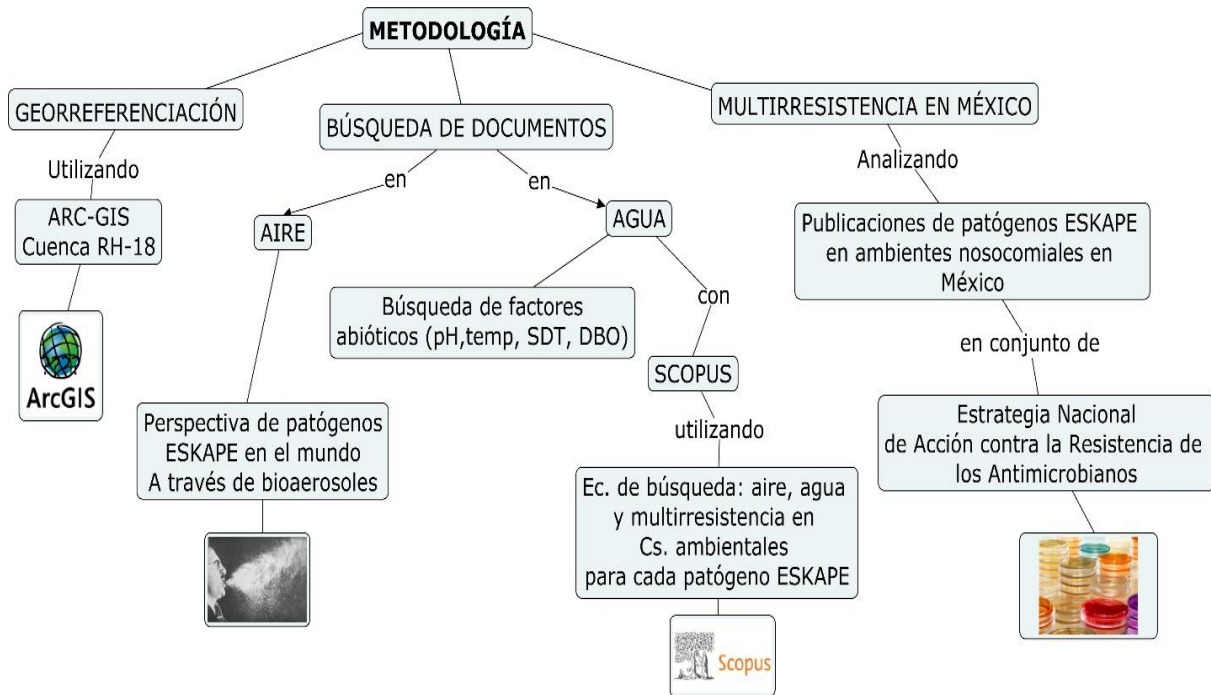 METODOLOGÍA
GEORREFERENCIACIÓN
Utilizando
ARC-GIS
Cuenca RH-18
ArcGIS
BÚSQUEDA DE DOCUMENTOS
en
AIRE
Perspectiva de patógenos
ESKAPE en el mundo
A través de bioaerosoles
en
AGUA
Búsqueda de factores
abióticos (pH,temp, SDT, DBO)
con
SCOPUS
utilizando
Ec. de búsqueda: aire, agua
y multirresistencia en
Cs. ambientales
para cada patógeno ESKAPE
Scopus
MULTIRRESISTENCIA EN MÉXICO
Analizando
Publicaciones de patógenos ESKAPE
en ambientes nosocomiales en
México
en conjunto de
Estrategia Nacional
de Acción contra la Resistencia de
los Antimicrobianos